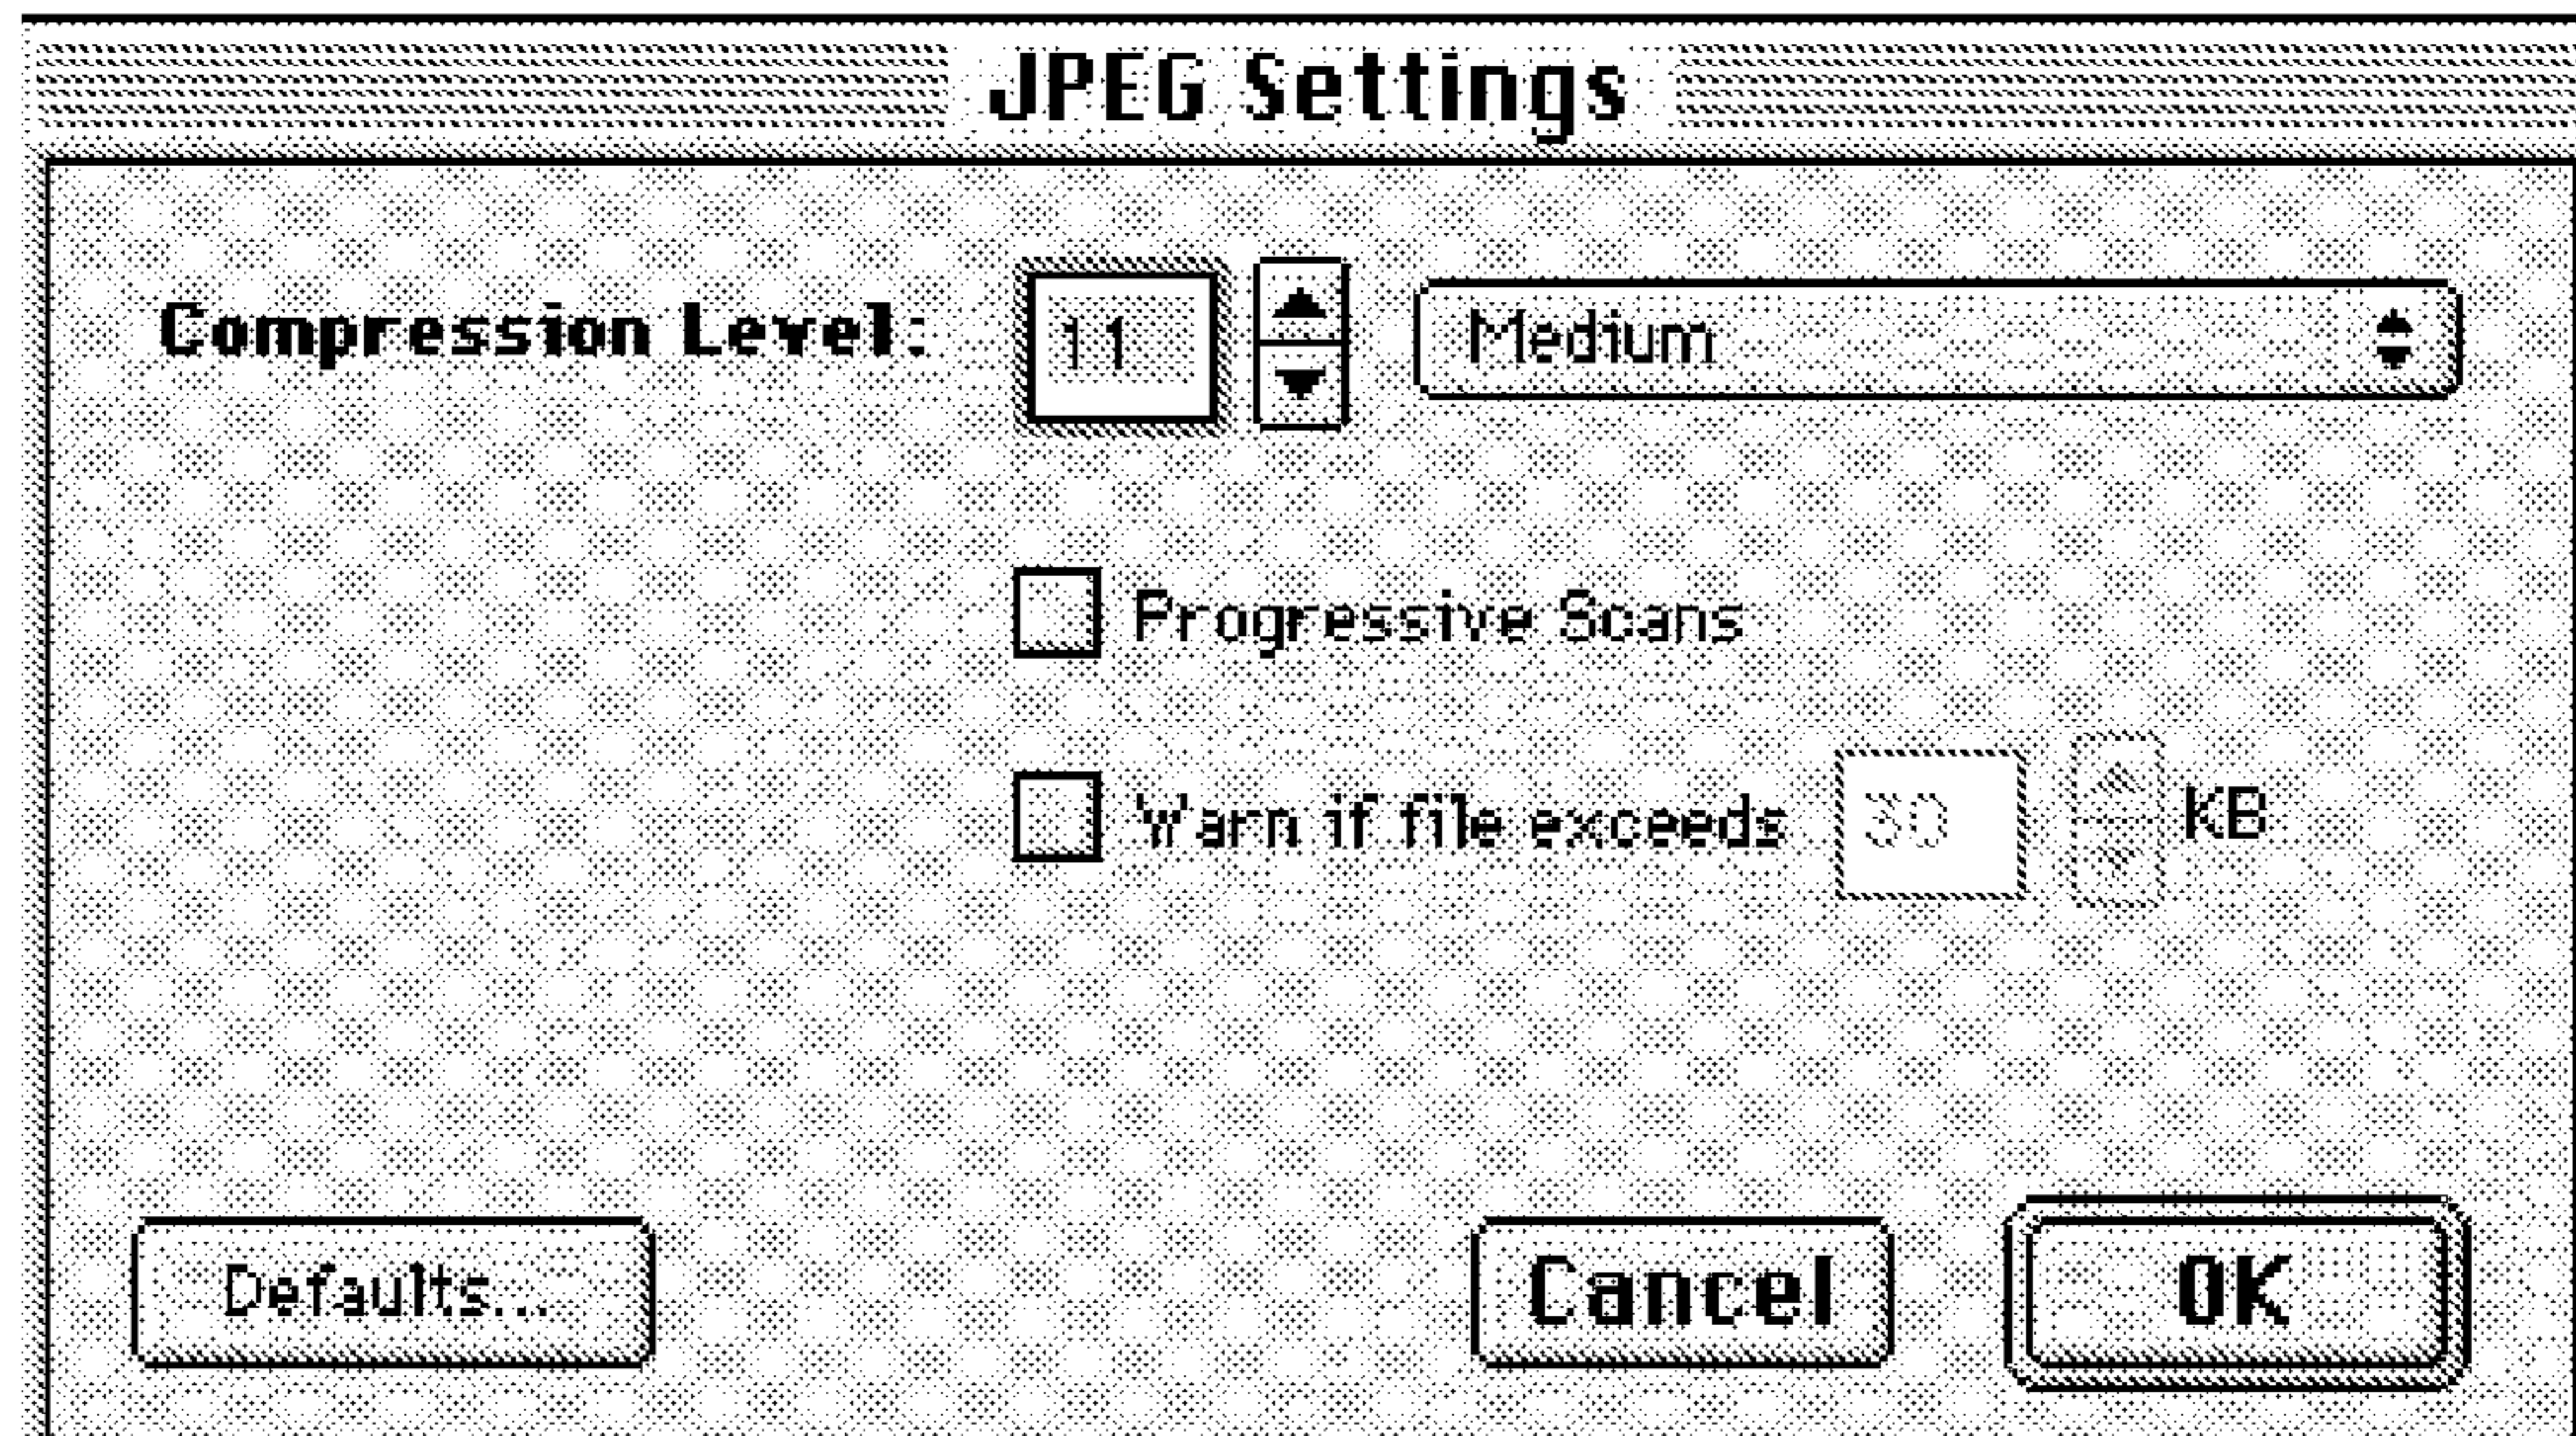 JPEG Settings
Compression Level: 11 Medium
Progressive Scans
Warn if file exceeds 30 KB
Defaults... Cancel OK